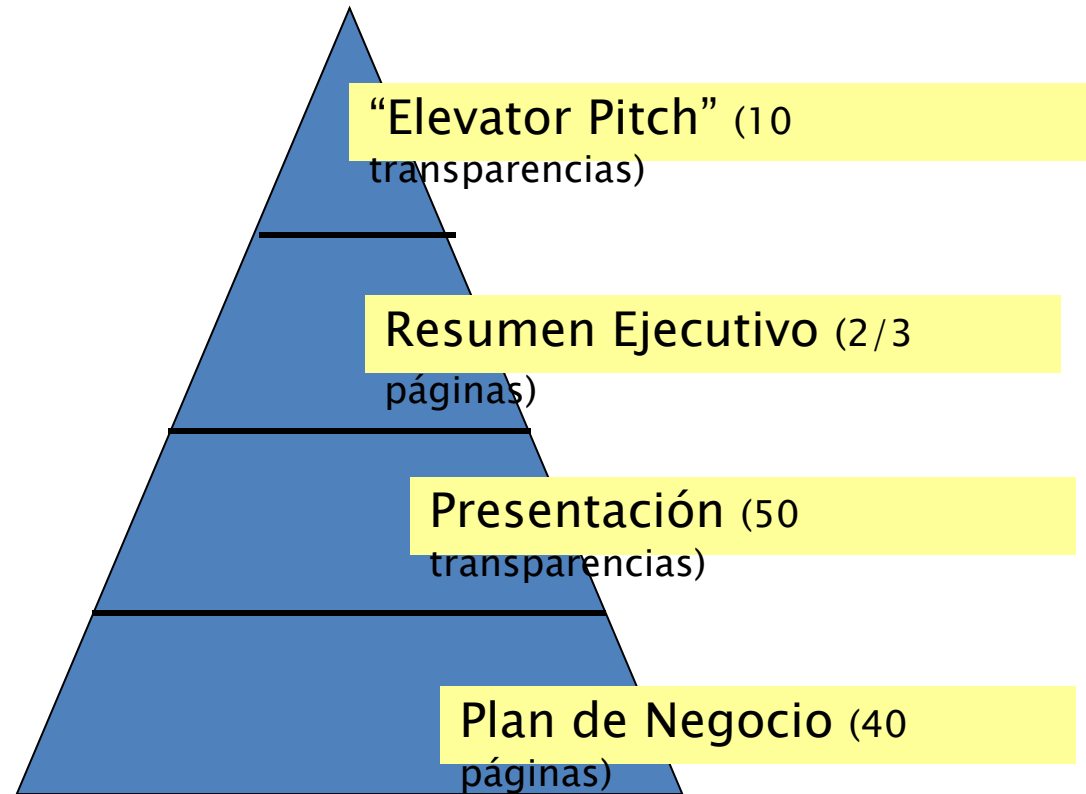 “Elevator Pitch” (10
transparencias)
Resumen Ejecutivo (2/3
páginas)
Presentación (50
transparencias)
Plan de Negocio (40
páginas)